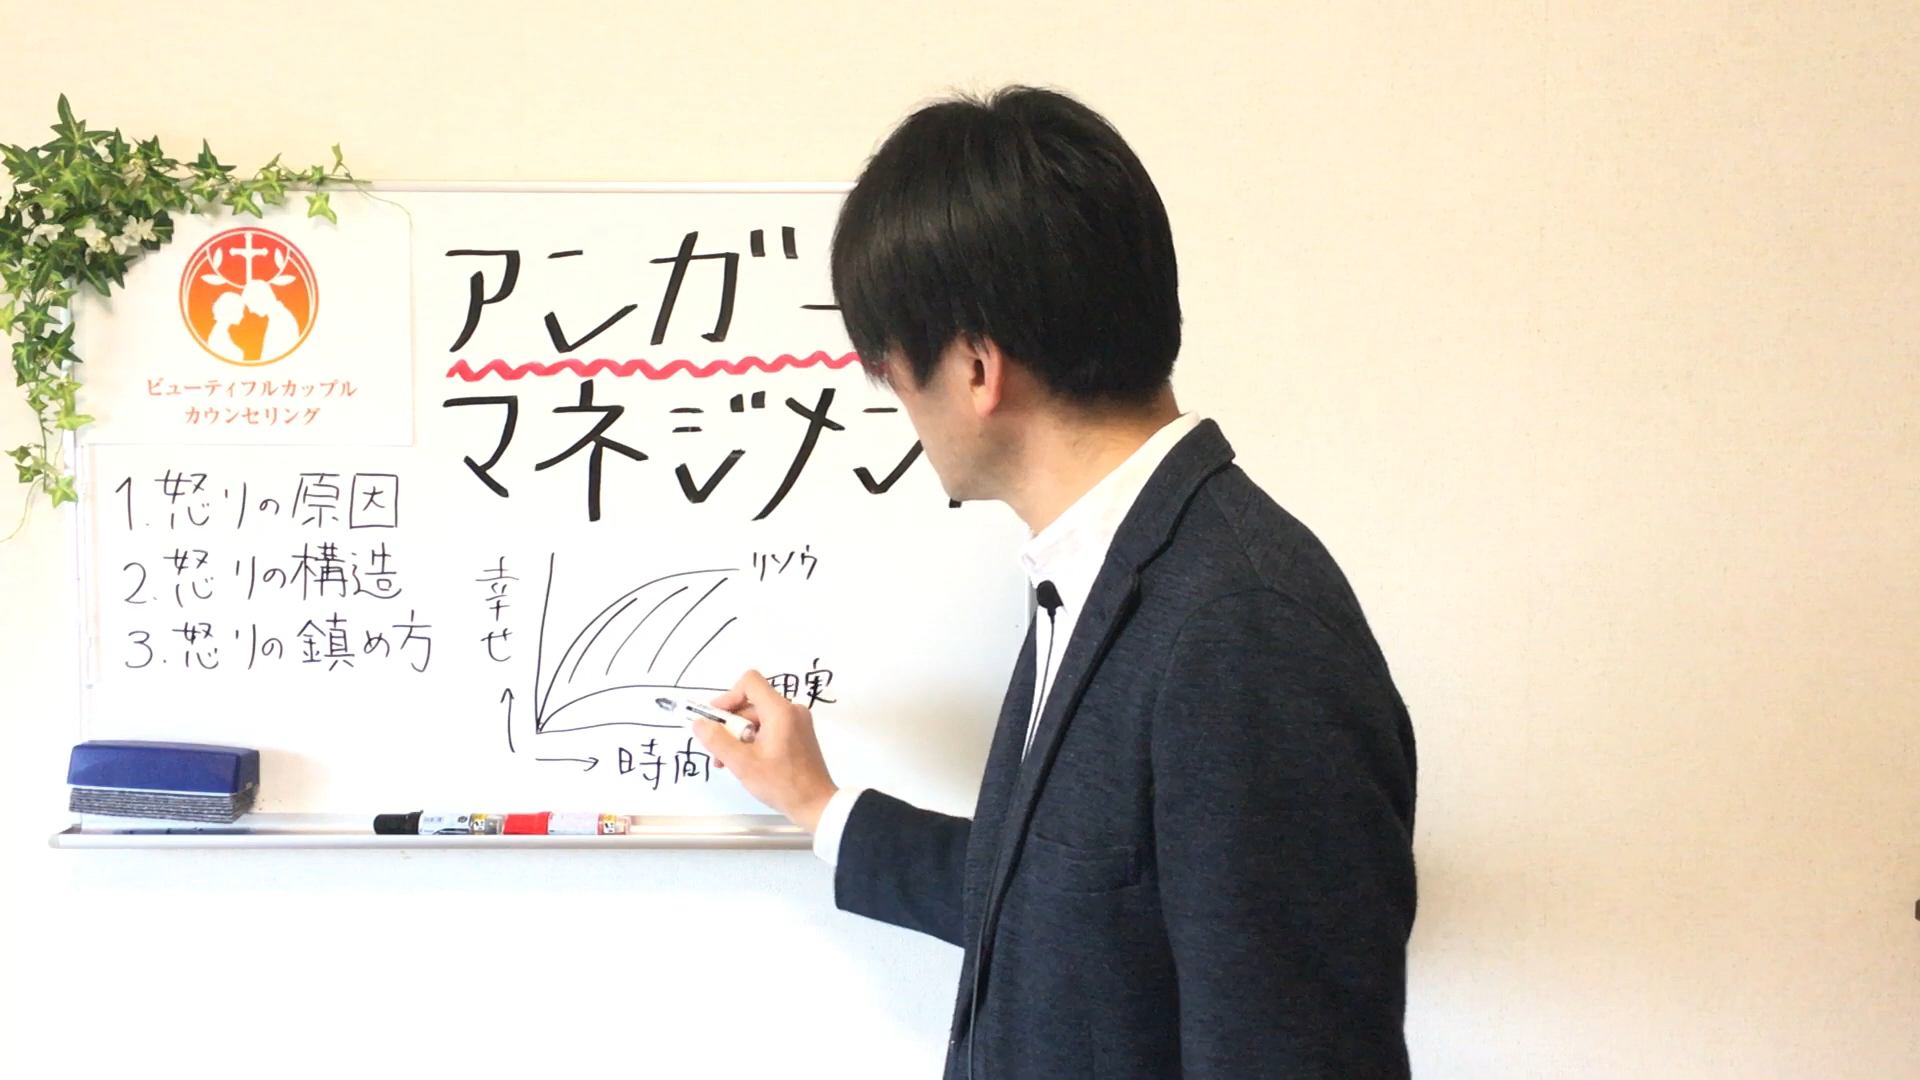 ビューティフルカップル
カウンセリング
アンガー
マネジメン
1.怒りの原因
2.怒りの構造
3.怒りの鎮め方
幸せ
リソウ
現実
時間